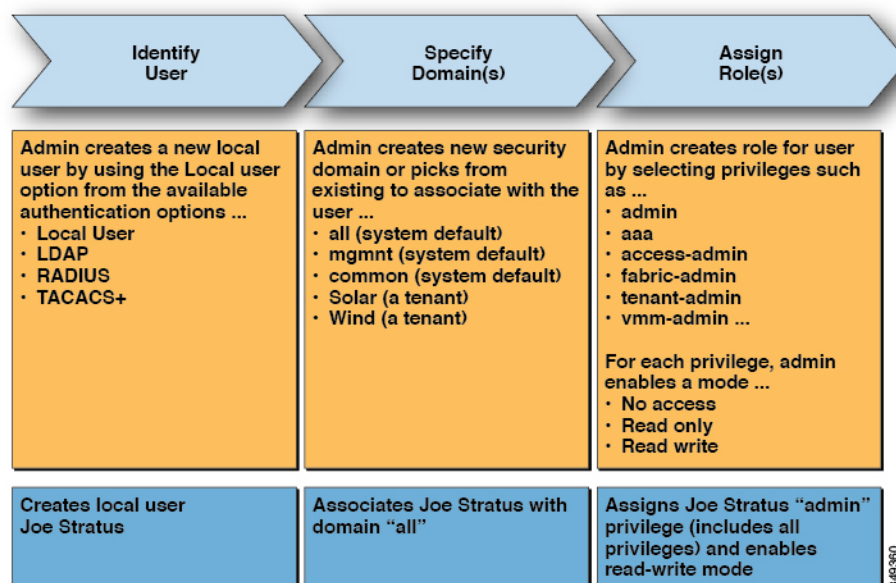 Identify
User
Specify
Domain(s)
Assign
Role(s)
Admin creates a new local
user by using the Local user
option from the available
authentication options ...
• Local User
• LDAP
• RADIUS
• TACACS+
Admin creates new security
domain or picks from
existing to associate with the
user ...
• all (system default)
• mgmnt (system default)
• common (system default)
• Solar (a tenant)
• Wind (a tenant)
Admin creates role for user
by selecting privileges such
as ...
• admin
• aaa
• access-admin
• fabric-admin
• tenant-admin
• vmm-admin ...
For each privilege, admin
enables a mode ...
• No access
• Read only
• Read write
Creates local user
Joe Stratus
Associates Joe Stratus with
domain “all”
Assigns Joe Stratus “admin”
privilege (includes all
privileges) and enables
read-write mode